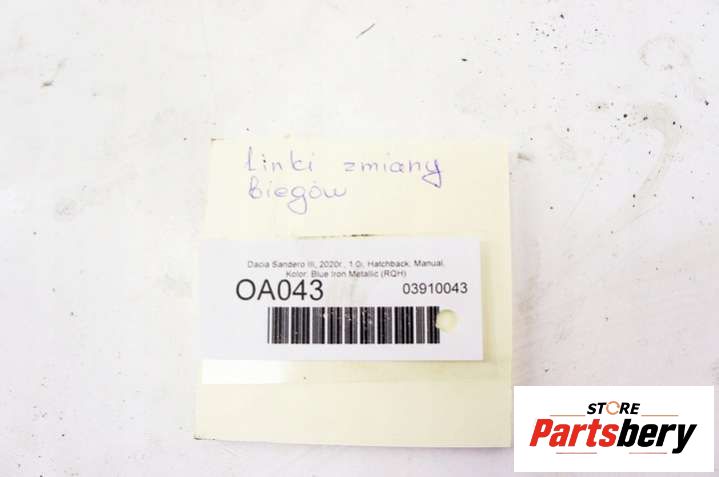 linki zmiany
biegów
Dacia Sandero III, 2020r., 1.0i, Hatchback, Manual,
Kolor: Blue Iron Metallic (RQH)
OA043 03910043
STORE
Partsbery